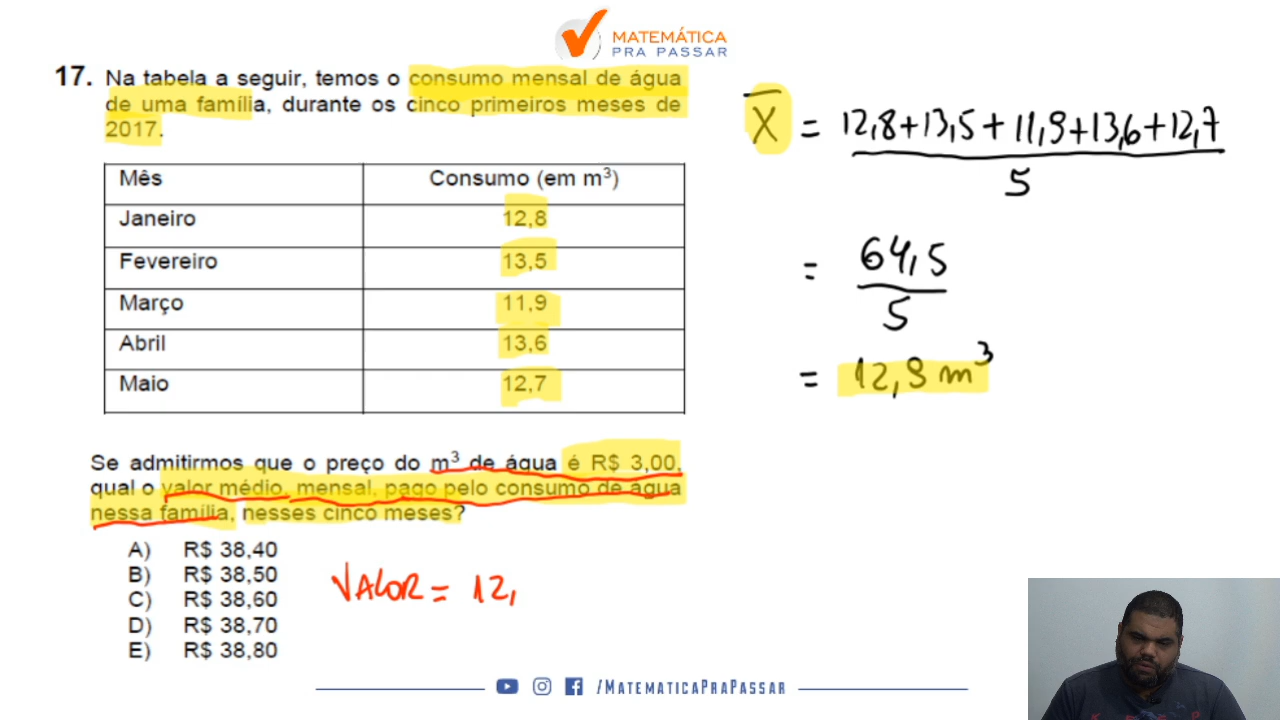 MATEMÁTICA
PRA PASSAR
17. Na tabela a seguir, temos o consumo mensal de água
de uma família, durante os cinco primeiros meses de
2017.
Mês Consumo (em m³)
Janeiro 12,8
Fevereiro 13,5
Março 11,9
Abril 13,6
Maio 12,7
Se admitirmos que o preço do m³ de água é R$ 3,00,
qual o valor médio, mensal, pago pelo consumo de água
nessa família, nesses cinco meses?
A) R$ 38,40
B) R$ 38,50
C) R$ 38,60
D) R$ 38,70
E) R$ 38,80
VALOR = 12,
X̄ = 12,8+13,5+11,9+13,6+12,7
5
= 64,5
5
= 12,9 m³
/MATEMATICAPRAPASSAR